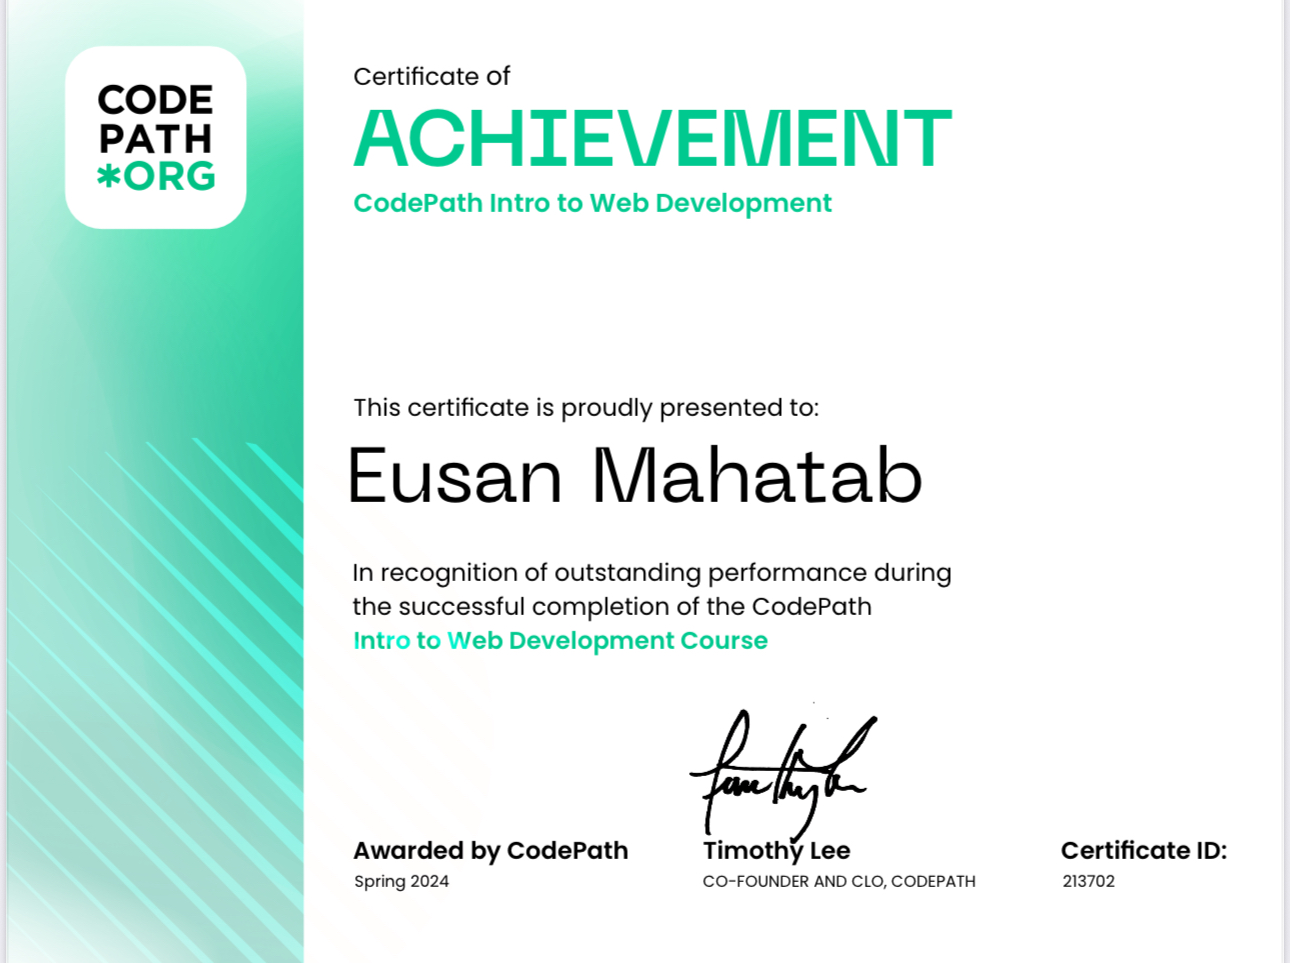 CODE
PATH
*ORG
Certificate of
ACHIEVEMENT
CodePath Intro to Web Development
This certificate is proudly presented to:
Eusan Mahatab
In recognition of outstanding performance during
the successful completion of the CodePath
Intro to Web Development Course
Awarded by CodePath
Spring 2024
Timothy Lee
CO-FOUNDER AND CLO, CODEPATH
Certificate ID:
213702